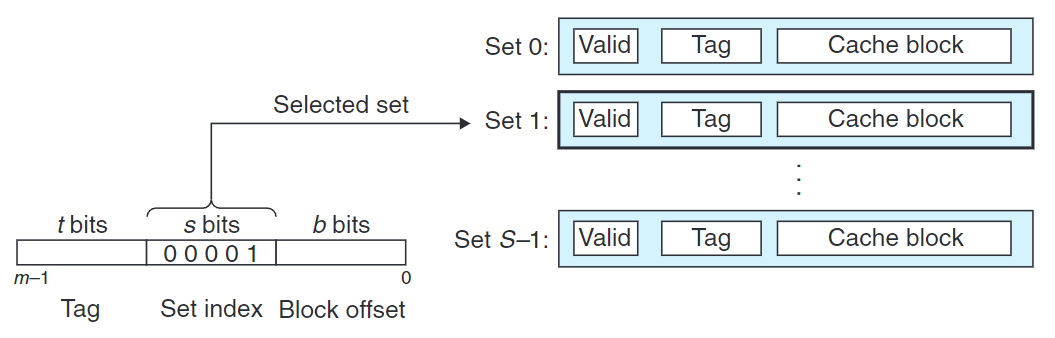 Set 0: Valid Tag Cache block
Selected set
Set 1: Valid Tag Cache block
⋮
t bits s bits b bits
Set S–1: Valid Tag Cache block
0 0 0 0 1
m–1 0
Tag Set index Block offset